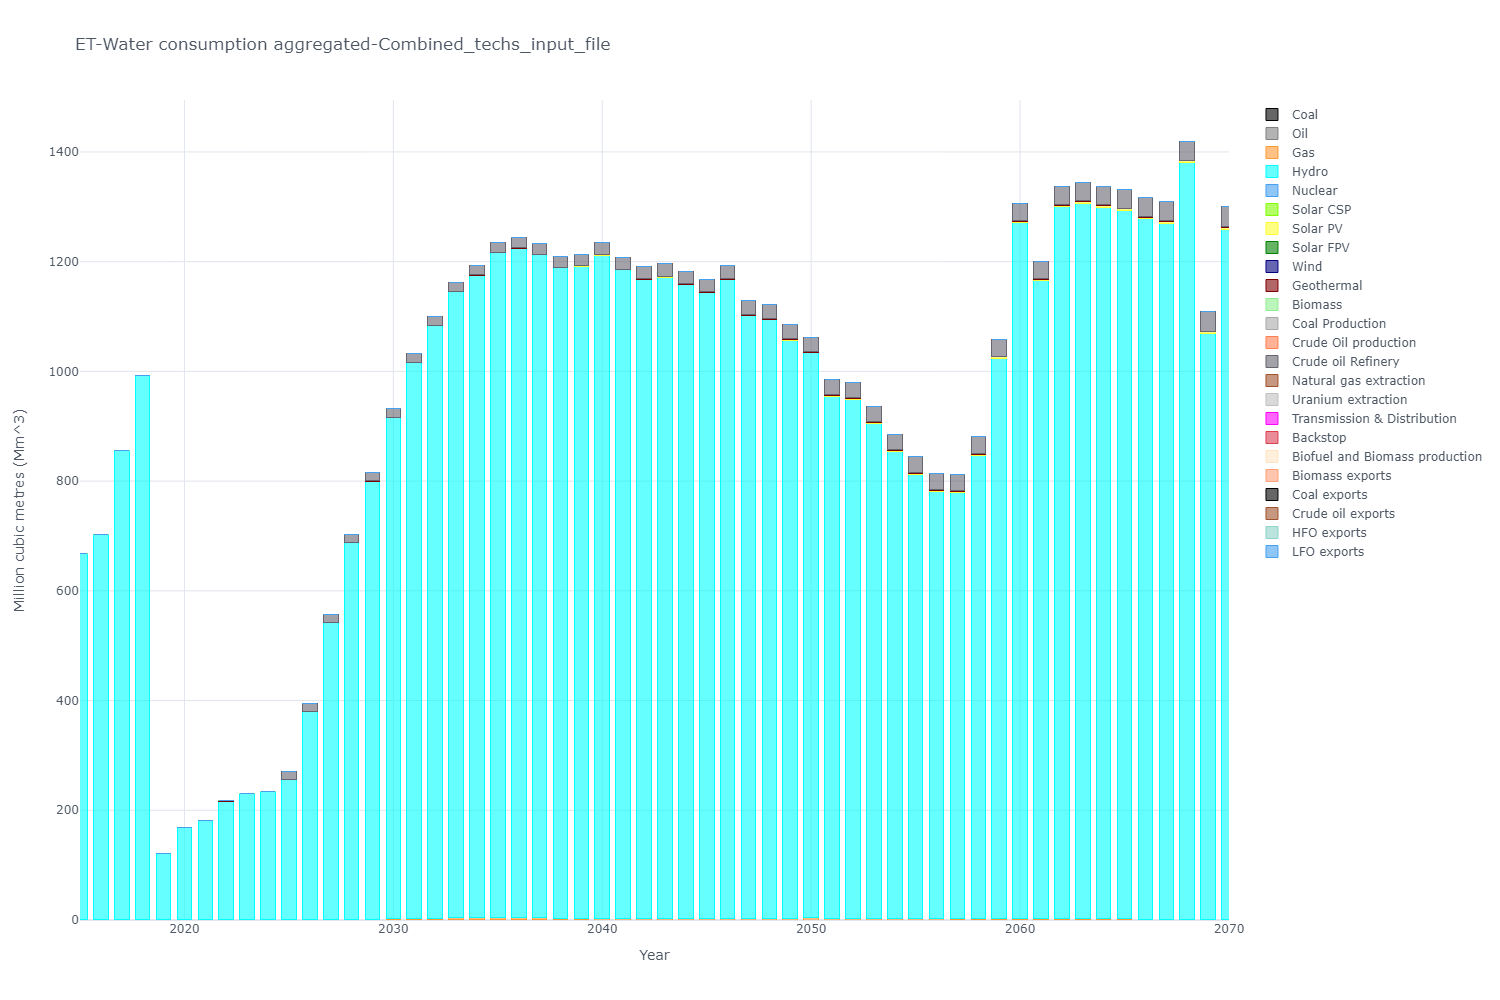 ET-Water consumption aggregated-Combined_techs_input_file
Million cubic metres (Mm^3)
1400
1200
1000
800
600
400
200
0
2020
2030
2040
2050
2060
2070
Year
Coal
Oil
Gas
Hydro
Nuclear
Solar CSP
Solar PV
Solar FPV
Wind
Geothermal
Biomass
Coal Production
Crude Oil production
Crude oil Refinery
Natural gas extraction
Uranium extraction
Transmission & Distribution
Backstop
Biofuel and Biomass production
Biomass exports
Coal exports
Crude oil exports
HFO exports
LFO exports